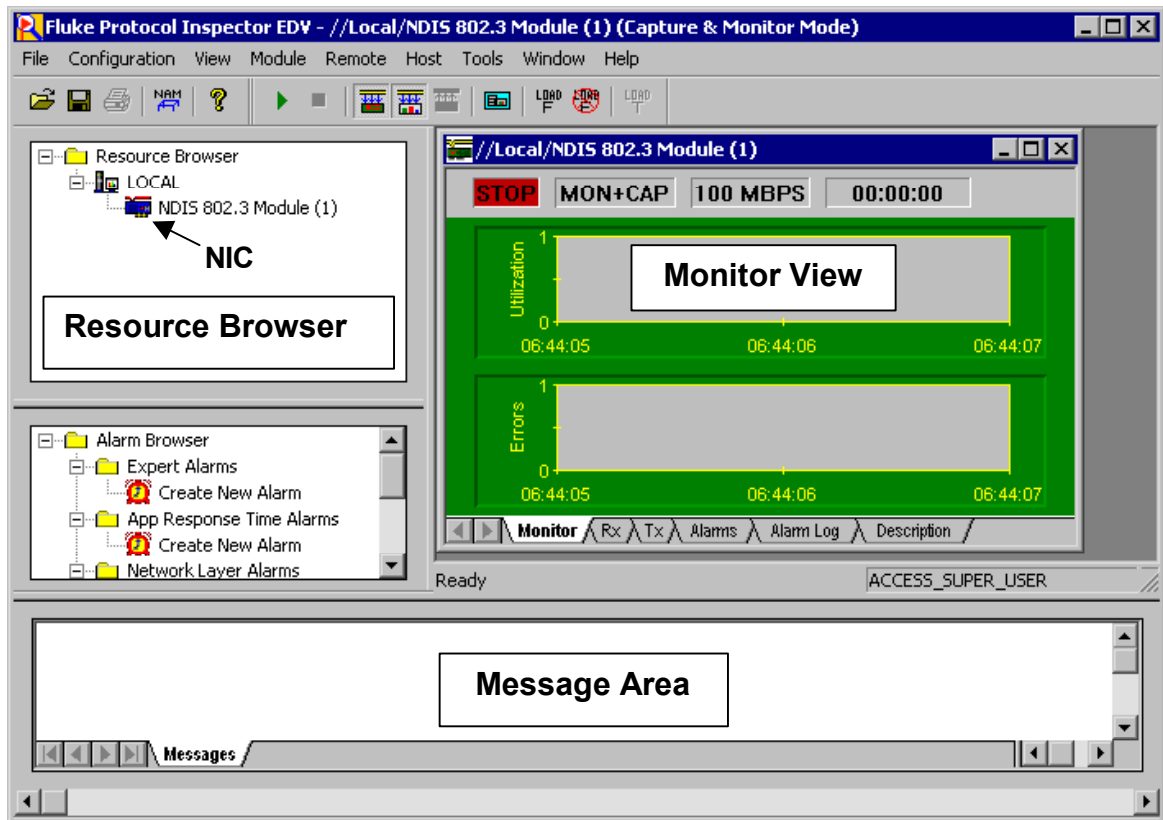 Fluke Protocol Inspector EDV - //Local/NDIS 802.3 Module (1) (Capture & Monitor Mode)
File Configuration View Module Remote Host Tools Window Help
NAM
LOAD F
LOAD F
LOAD T
Resource Browser
LOCAL
NDIS 802.3 Module (1)
NIC
Resource Browser
//Local/NDIS 802.3 Module (1)
STOP MON+CAP 100 MBPS 00:00:00
Utilization
1
0
06:44:05 06:44:06 06:44:07
Monitor View
Errors
1
0
06:44:05 06:44:06 06:44:07
Monitor Rx Tx Alarms Alarm Log Description
Alarm Browser
Expert Alarms
Create New Alarm
App Response Time Alarms
Create New Alarm
Network Layer Alarms
Ready ACCESS_SUPER_USER
Message Area
Messages